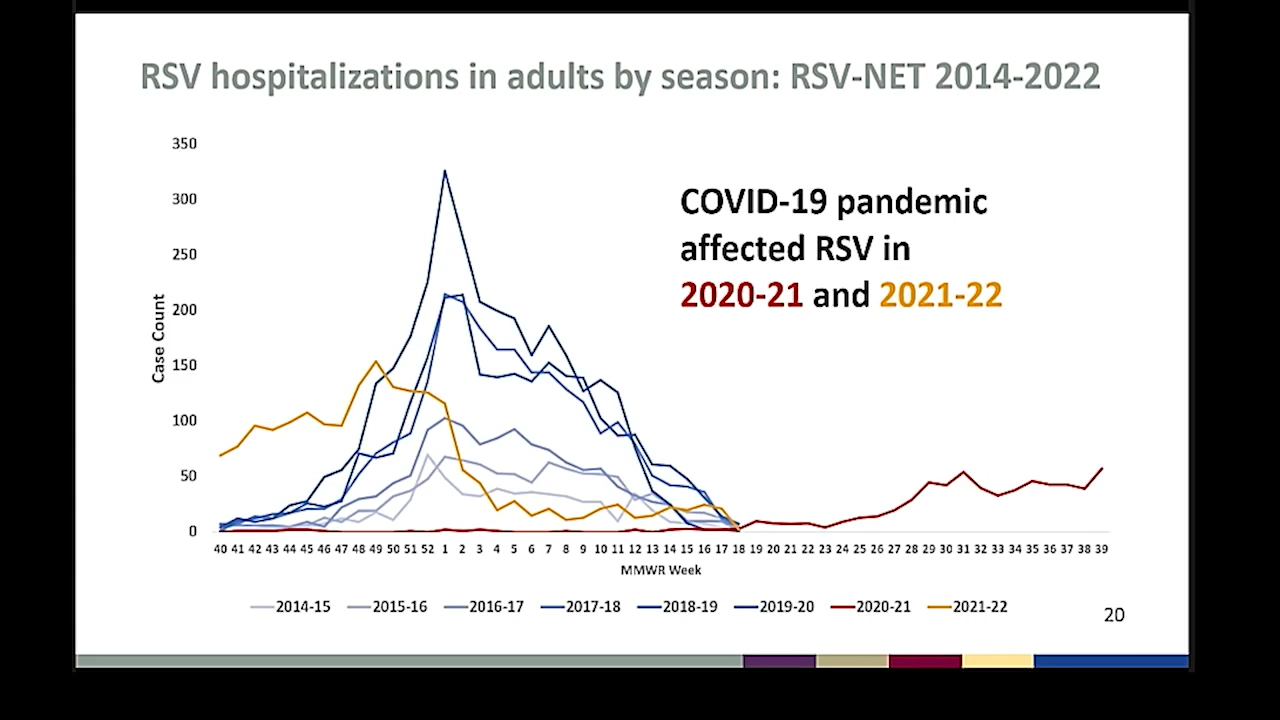 RSV hospitalizations in adults by season: RSV-NET 2014-2022
350
300
250
200
150
100
50
0
Case Count
COVID-19 pandemic
affected RSV in
2020-21 and 2021-22
40 41 42 43 44 45 46 47 48 49 50 51 52 1 2 3 4 5 6 7 8 9 10 11 12 13 14 15 16 17 18 19 20 21 22 23 24 25 26 27 28 29 30 31 32 33 34 35 36 37 38 39
MMWR Week
2014-15 2015-16 2016-17 2017-18 2018-19 2019-20 2020-21 2021-22
20